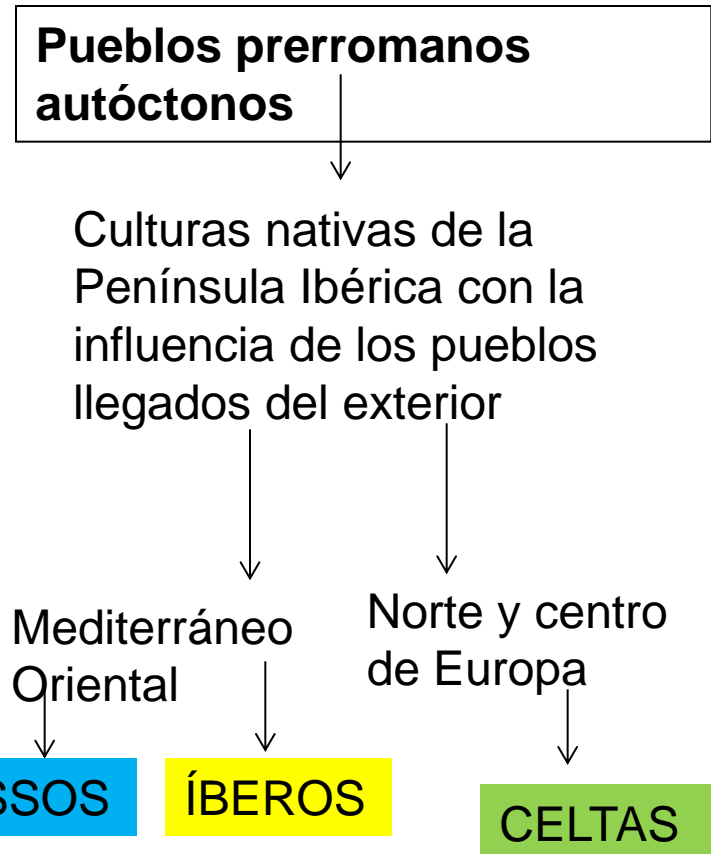 Pueblos prerromanos
autóctonos
Culturas nativas de la
Península Ibérica con la
influencia de los pueblos
llegados del exterior
Mediterráneo
Oriental
Norte y centro
de Europa
SSOS
ÍBEROS
CELTAS